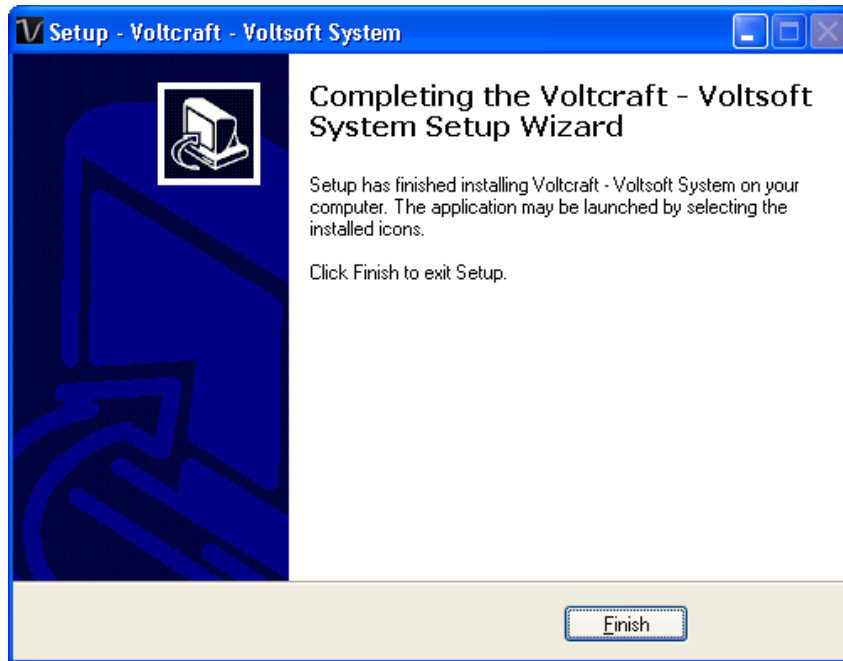 Setup - Voltcraft - Voltsoft System
Completing the Voltcraft - Voltsoft
System Setup Wizard
Setup has finished installing Voltcraft - Voltsoft System on your
computer. The application may be launched by selecting the
installed icons.
Click Finish to exit Setup.
Finish